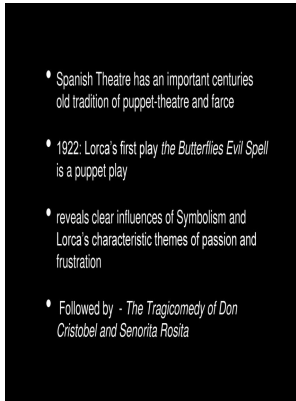 • Spanish Theatre has an important centuries
old tradition of puppet-theatre and farce
• 1922: Lorca's first play the Butterflies Evil Spell
is a puppet play
• reveals clear influences of Symbolism and
Lorca's characteristic themes of passion and
frustration
• Followed by - The Tragicomedy of Don
Cristobel and Senorita Rosita